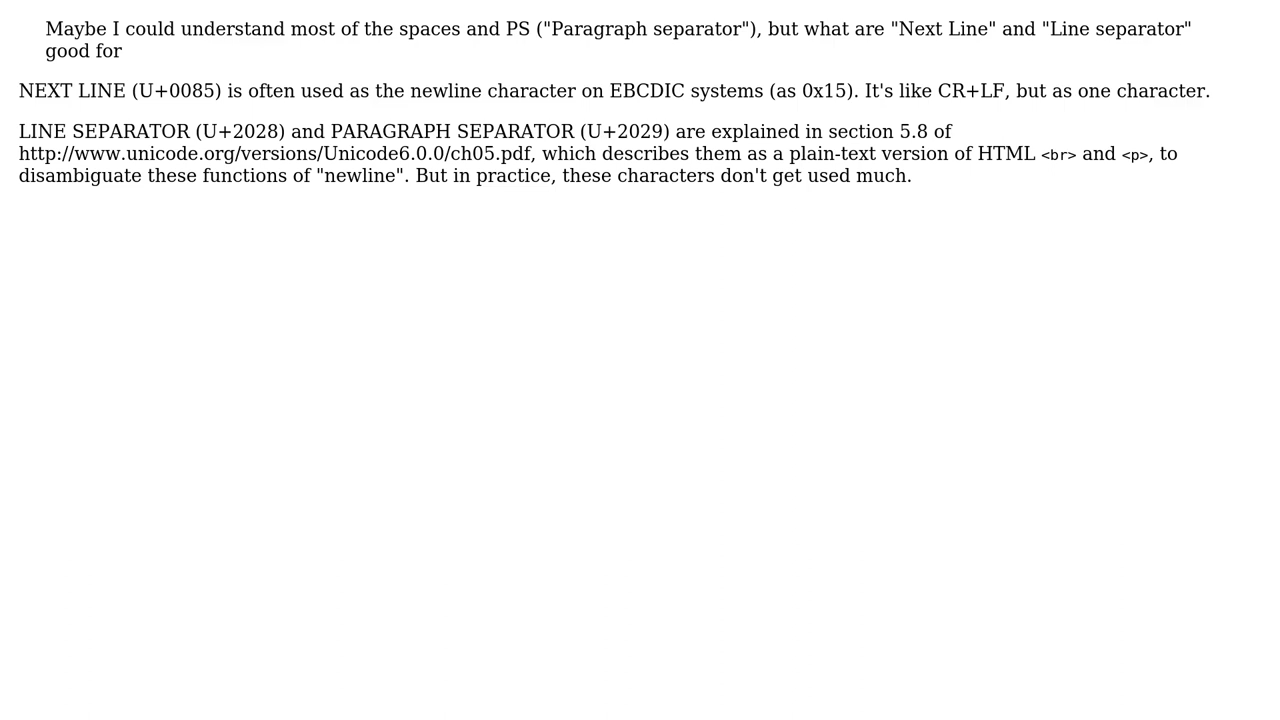 Maybe I could understand most of the spaces and PS ("Paragraph separator"), but what are "Next Line" and "Line separator"
good for
NEXT LINE (U+0085) is often used as the newline character on EBCDIC systems (as 0x15). It's like CR+LF, but as one character.
LINE SEPARATOR (U+2028) and PARAGRAPH SEPARATOR (U+2029) are explained in section 5.8 of
http://www.unicode.org/versions/Unicode6.0.0/ch05.pdf, which describes them as a plain-text version of HTML <br> and <p>, to
disambiguate these functions of "newline". But in practice, these characters don't get used much.